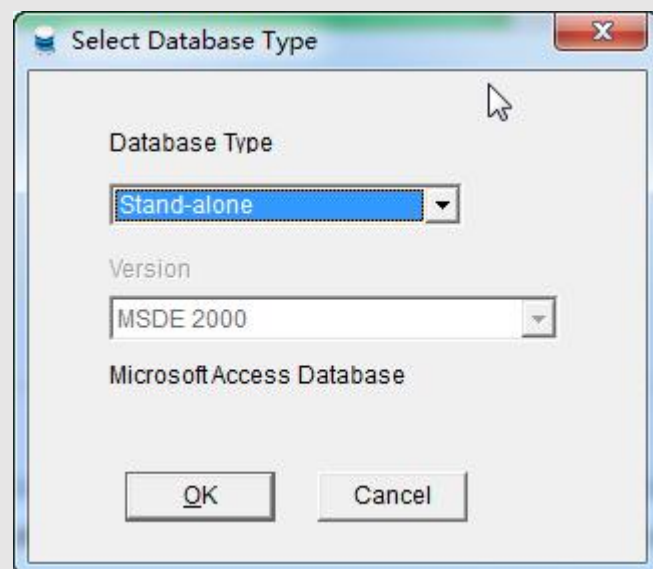 Select Database Type
Database Type
Stand-alone
Version
MSDE 2000
Microsoft Access Database
OK Cancel